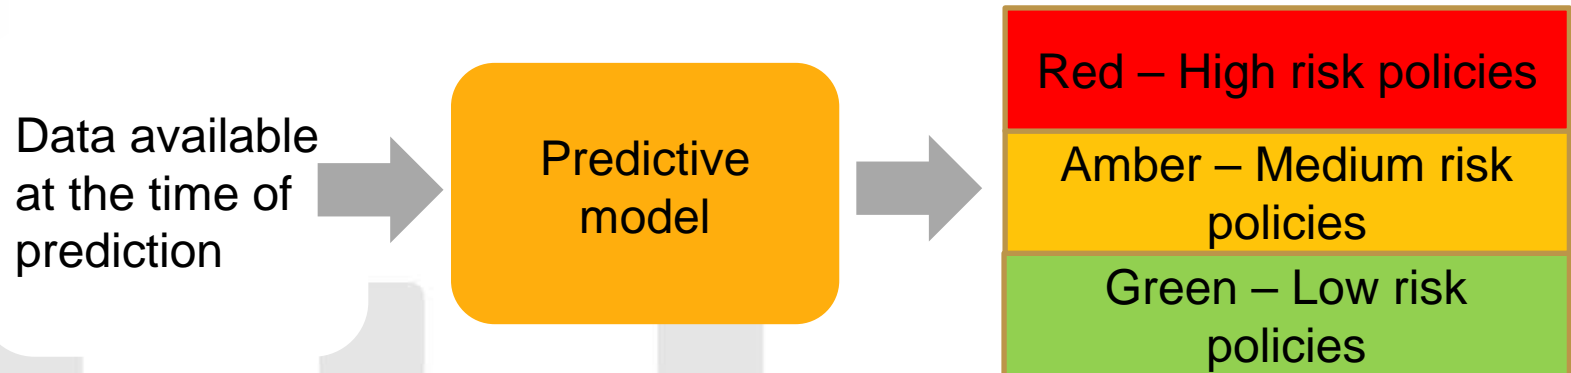 Data available
at the time of
prediction
Predictive
model
Red – High risk policies
Amber – Medium risk
policies
Green – Low risk
policies